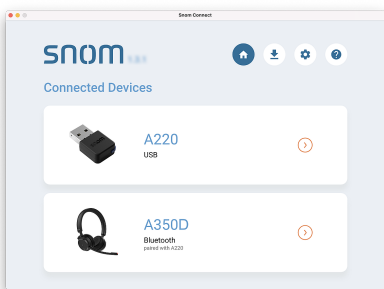 Snom Connect
snom
Connected Devices
A220
USB
A350D
Bluetooth
paired with A220